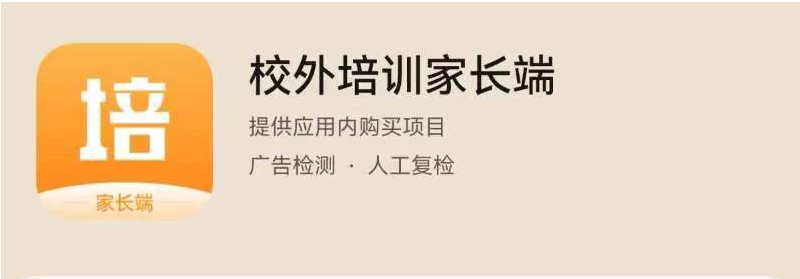 培
家长端
校外培训家长端
提供应用内购买项目
广告检测 · 人工复检